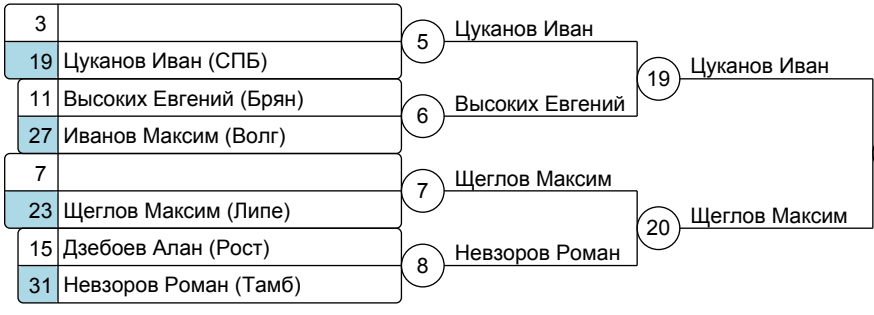 3
19 Цуканов Иван (СПБ)
11 Высоких Евгений (Брян)
27 Иванов Максим (Волг)
7
23 Щеглов Максим (Липе)
15 Дзебоев Алан (Рост)
31 Невзоров Роман (Тамб)
5 Цуканов Иван
6 Высоких Евгений
7 Щеглов Максим
8 Невзоров Роман
19 Цуканов Иван
20 Щеглов Максим